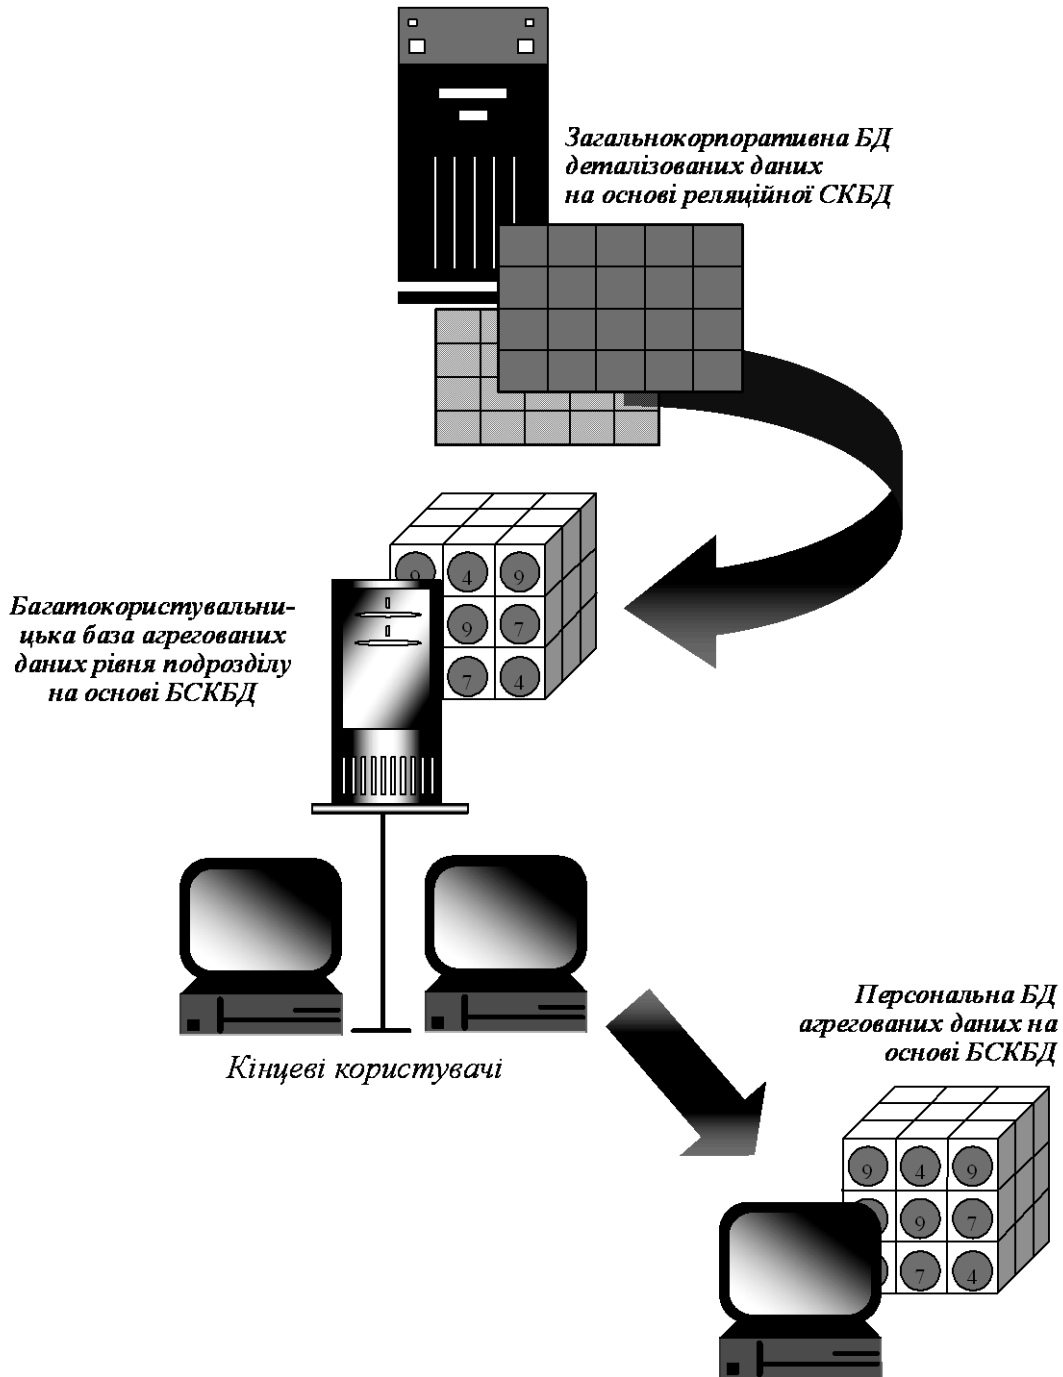 Загальнокорпоративна БД
деталізованих даних
на основі реляційної СКБД
9 4 9
9 7
7 4
Багатокористувальни-
цька база агрегованих
даних рівня подрозділу
на основі БСКБД
Кінцеві користувачі
Персональна БД
агрегованих даних на
основі БСКБД
9 4 9
9 7
7 4